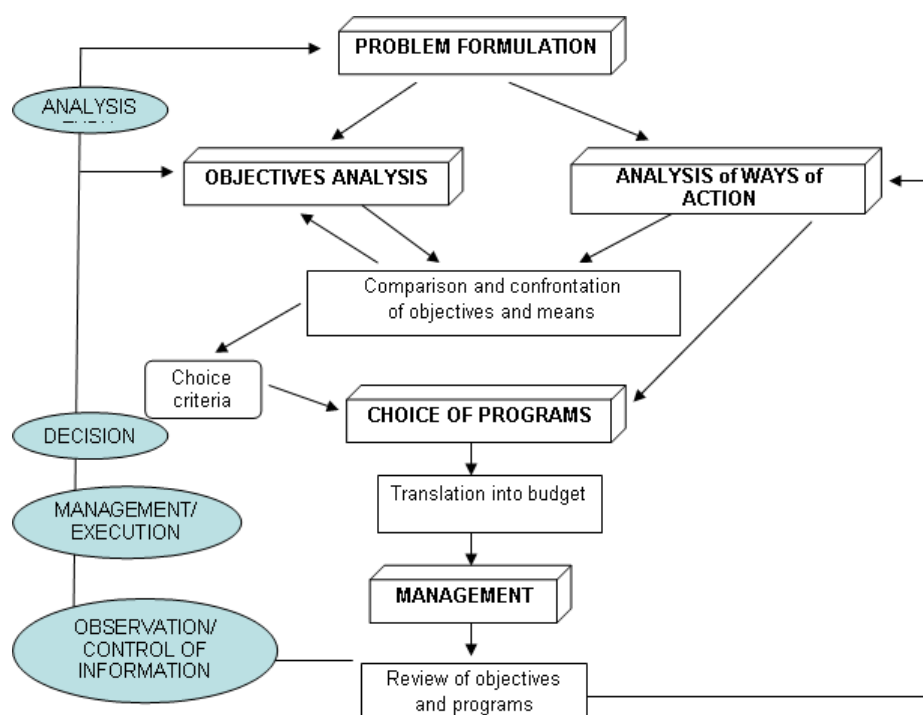 PROBLEM FORMULATION
ANALYSIS
OBJECTIVES ANALYSIS
ANALYSIS of WAYS of
ACTION
Comparison and confrontation
of objectives and means
Choice
criteria
CHOICE OF PROGRAMS
DECISION
Translation into budget
MANAGEMENT/
EXECUTION
MANAGEMENT
OBSERVATION/
CONTROL OF
INFORMATION
Review of objectives
and programs